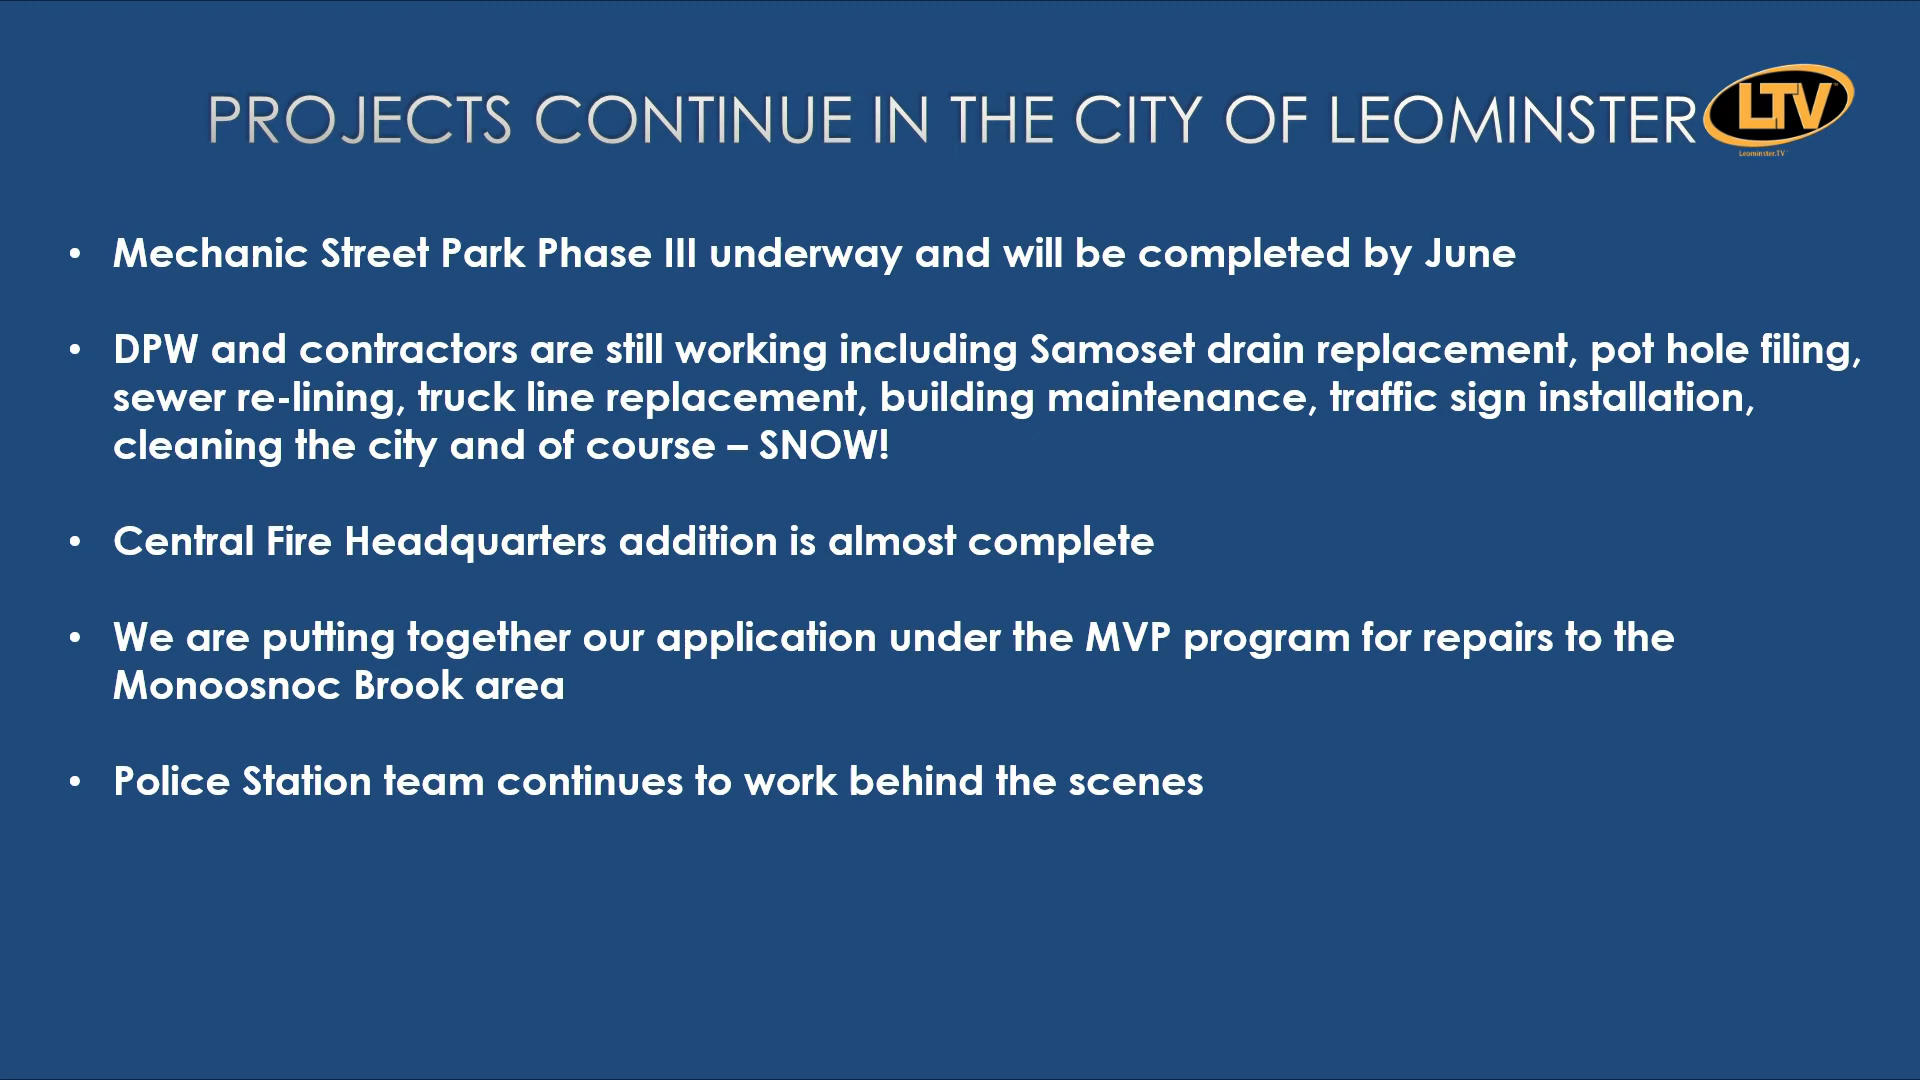 PROJECTS CONTINUE IN THE CITY OF LEOMINSTER
LTV
Leominster.TV
• Mechanic Street Park Phase III underway and will be completed by June
• DPW and contractors are still working including Samoset drain replacement, pot hole filing,
sewer re-lining, truck line replacement, building maintenance, traffic sign installation,
cleaning the city and of course – SNOW!
• Central Fire Headquarters addition is almost complete
• We are putting together our application under the MVP program for repairs to the
Monoosnoc Brook area
• Police Station team continues to work behind the scenes